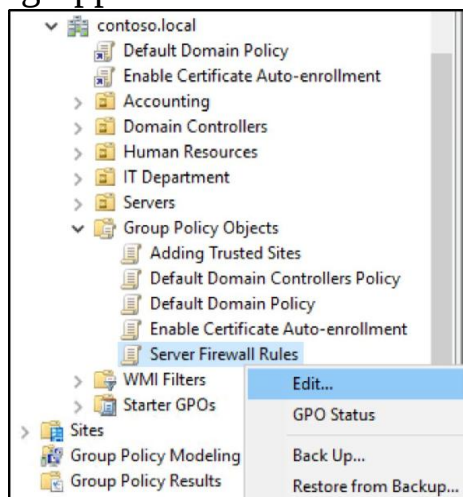 contoso.local
Default Domain Policy
Enable Certificate Auto-enrollment
Accounting
Domain Controllers
Human Resources
IT Department
Servers
Group Policy Objects
Adding Trusted Sites
Default Domain Controllers Policy
Default Domain Policy
Enable Certificate Auto-enrollment
Server Firewall Rules
WMI Filters
Edit...
Starter GPOs
GPO Status
Sites
Group Policy Modeling
Back Up...
Group Policy Results
Restore from Backup...